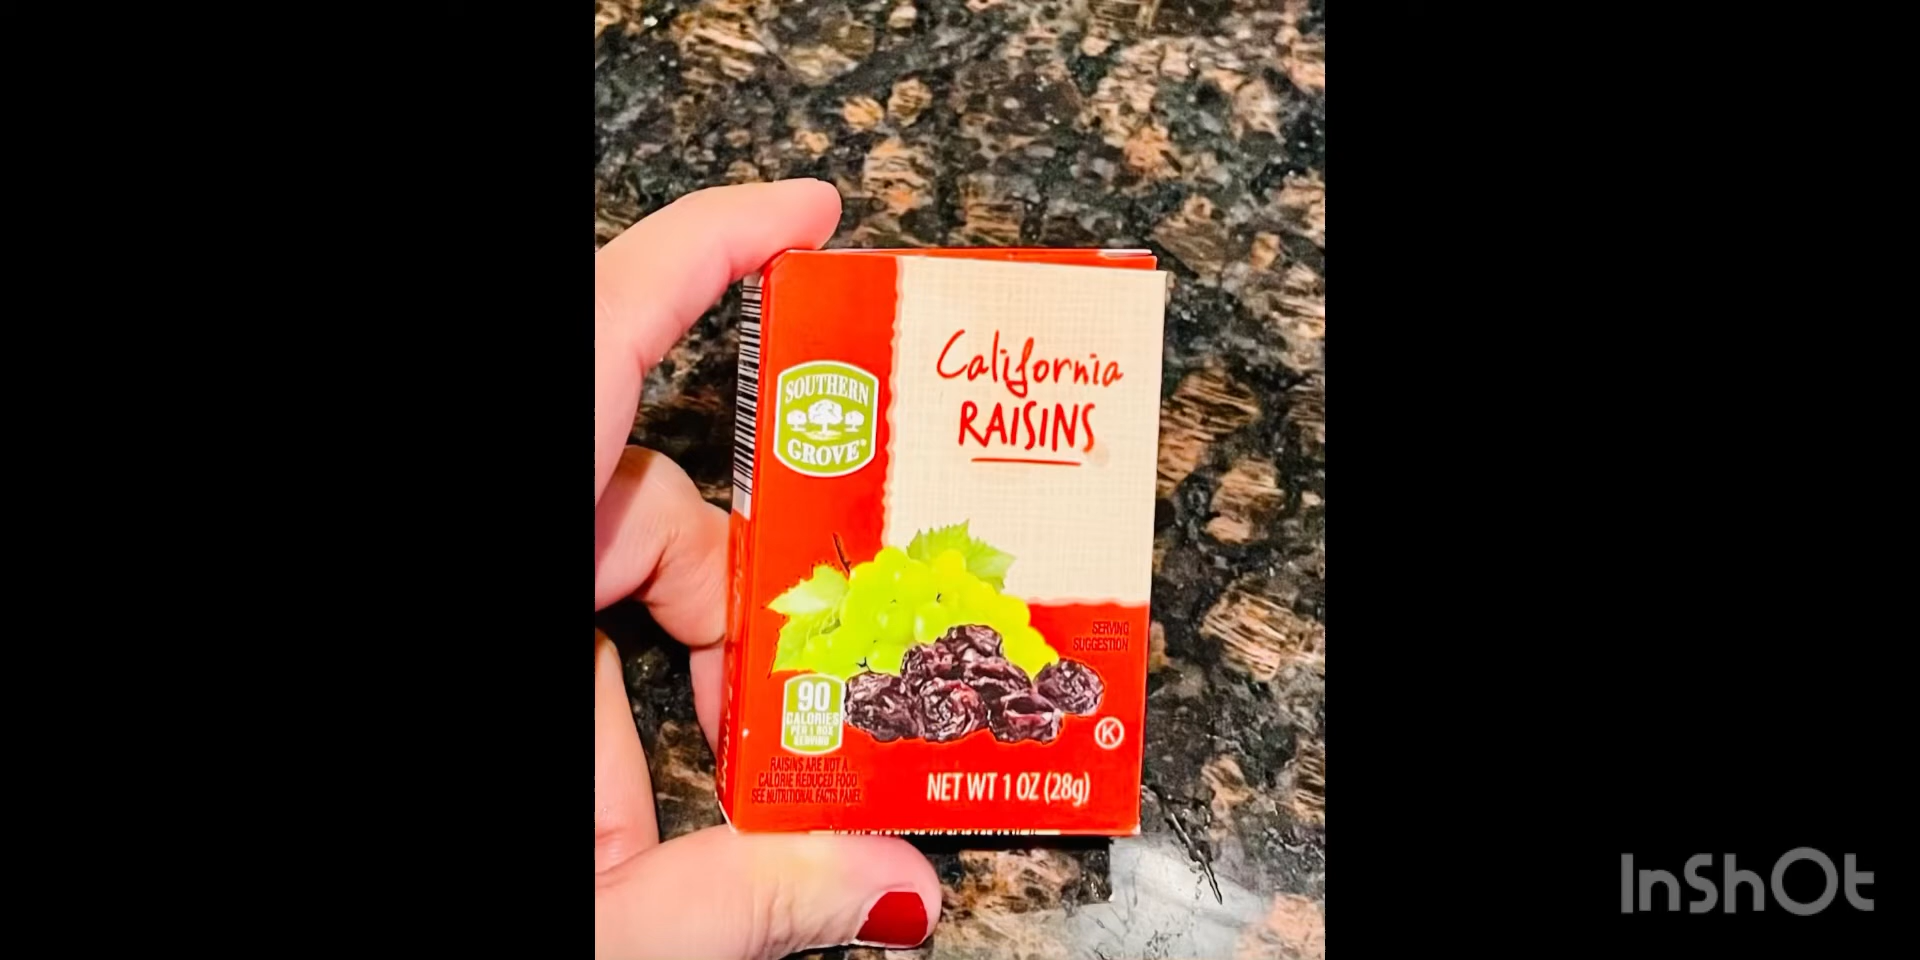 California
RAISINS
SOUTHERN
GROVE®
SERVING
SUGGESTION
90
CALORIES
PER 1 BOX
SERVING
RAISINS ARE NOT A
CALORIE REDUCED FOOD
SEE NUTRITIONAL FACTS PANEL
K
NET WT 1 OZ (28g)
InShOt